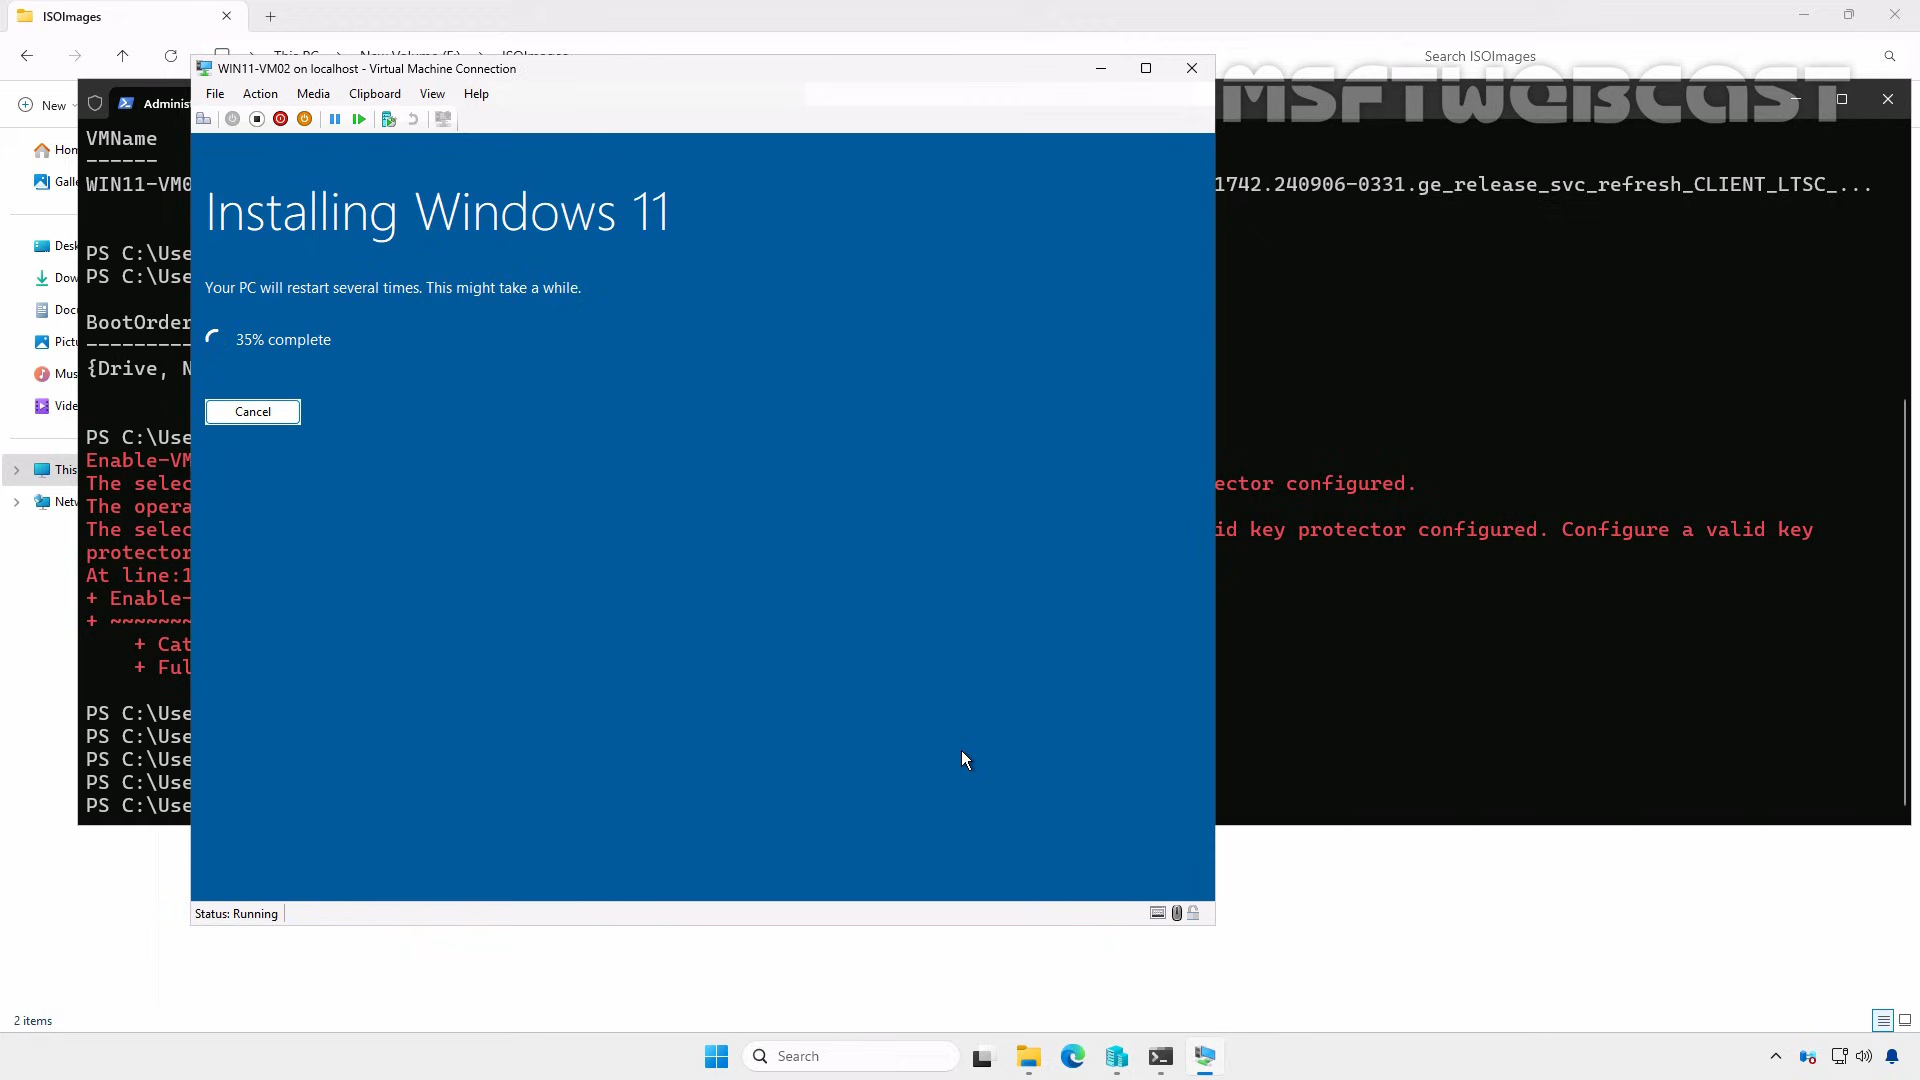 ISOImages
Search ISOImages
MSFTWEBCAST
New
WIN11-VM02 on localhost - Virtual Machine Connection
File Action Media Clipboard View Help
Installing Windows 11
Your PC will restart several times. This might take a while.
35% complete
Cancel
Status: Running
Adminis
VMName
------
WIN11-VM0
1742.240906-0331.ge_release_svc_refresh_CLIENT_LTSC_...
PS C:\Use
PS C:\Use
BootOrder
---------
{Drive, N
PS C:\Use
Enable-VM
The selec
ector configured.
The opera
The selec
id key protector configured. Configure a valid key
protector
At line:1
+ Enable-
+ ~~~~~~~
+ Cat
+ Ful
PS C:\Use
PS C:\Use
PS C:\Use
PS C:\Use
PS C:\Use
Hon
Galle
Desk
Dow
Docu
Pictu
Mus
Vide
This
Netw
2 items
Search